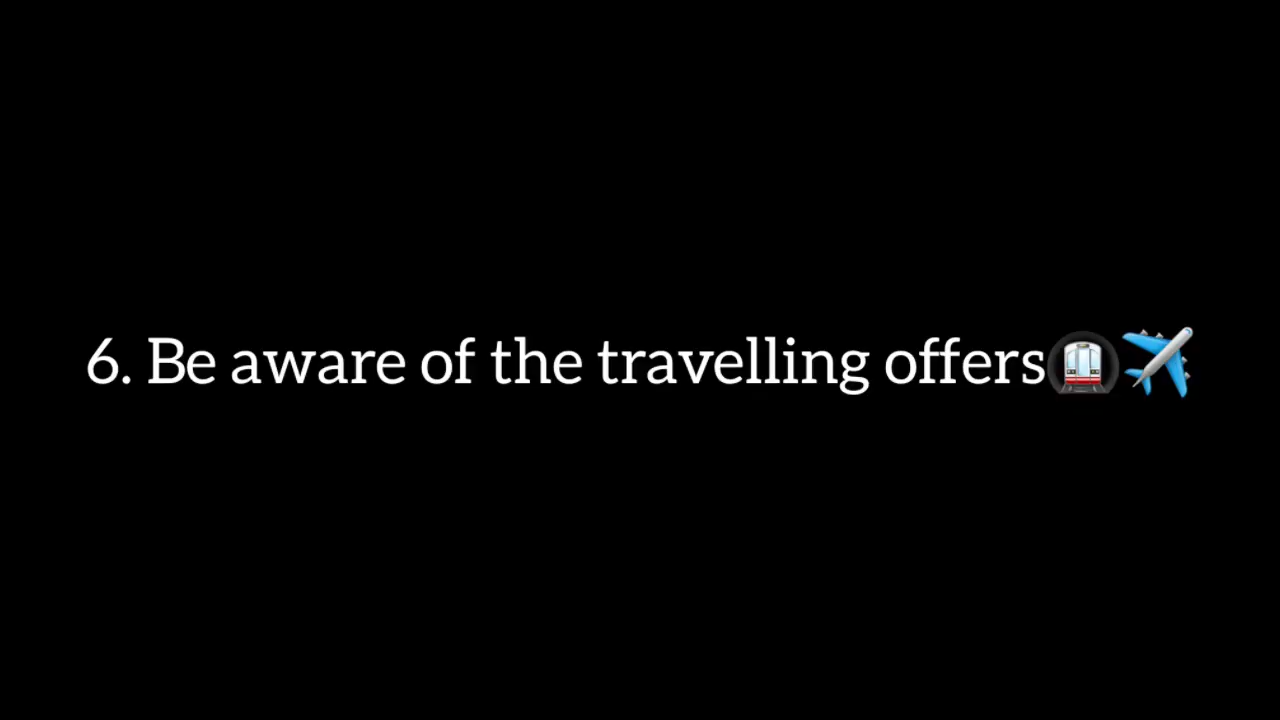 6. Be aware of the travelling offers🚇✈️